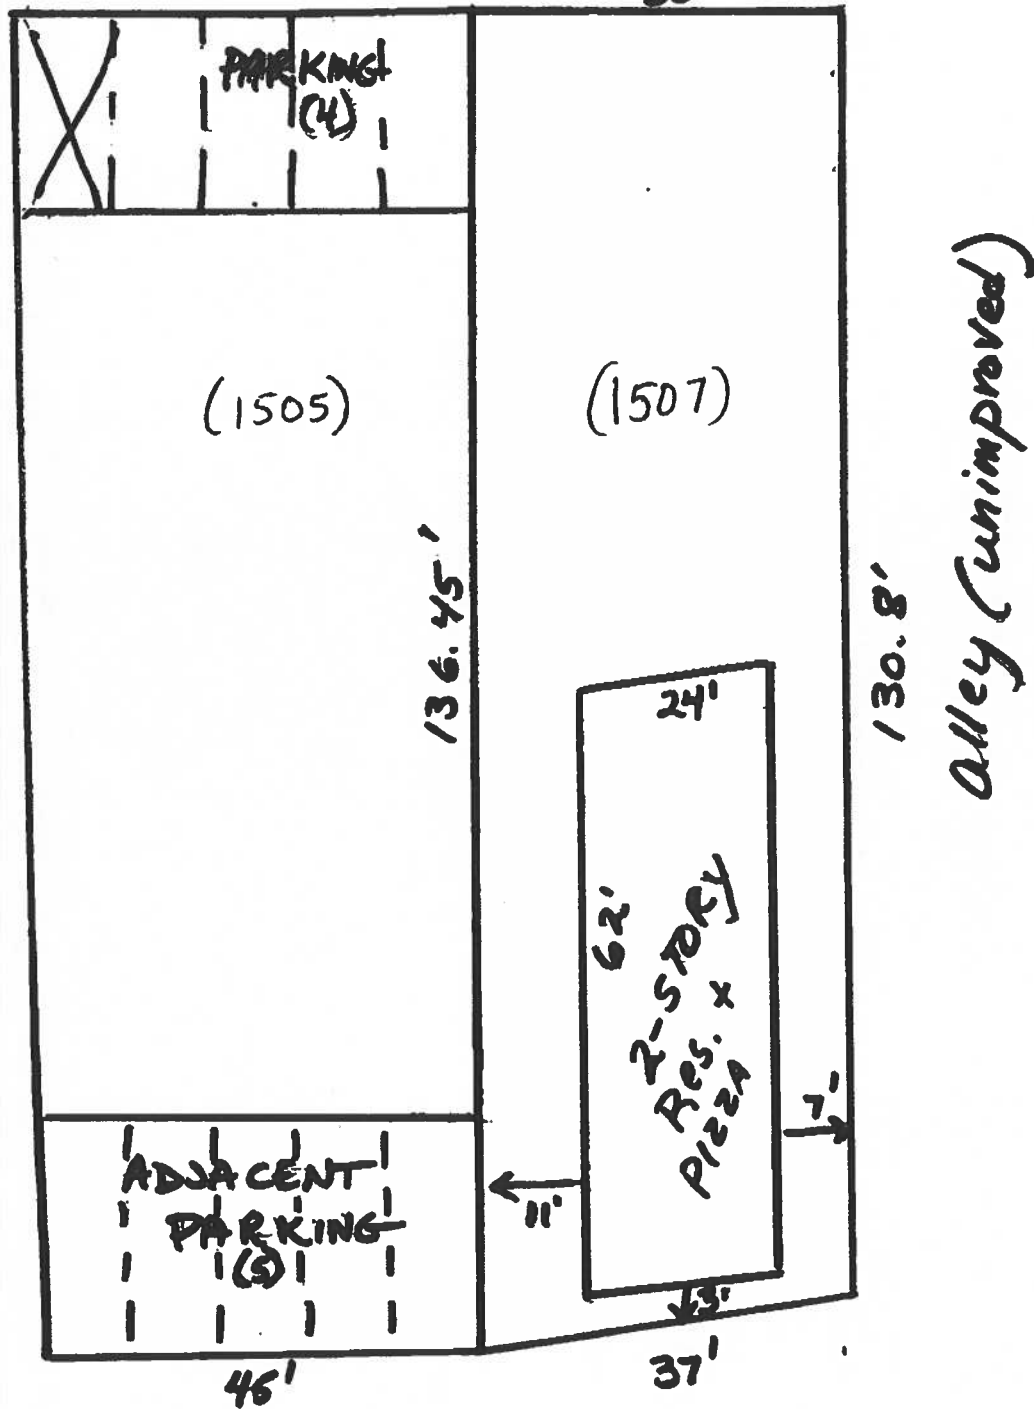 PARKING
(4)
(1505)
(1507)
136.45'
130.8'
Alley (unimproved)
24'
62'
2-STORY
Res. x
PIZZA
7'
11'
ADJACENT
PARKING
(5)
3'
37'